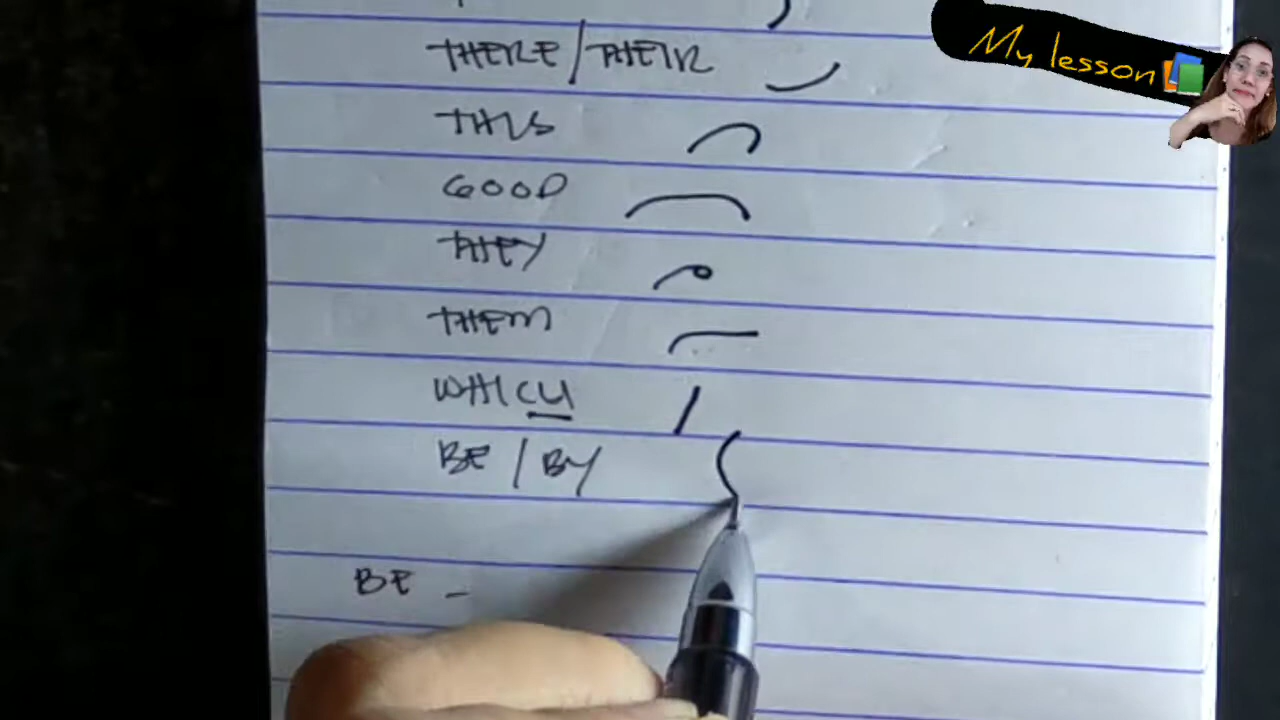 My lesson
THERE/THEIR
THIS
GOOD
THEY
THEM
WHICH
BE / BY
BE -